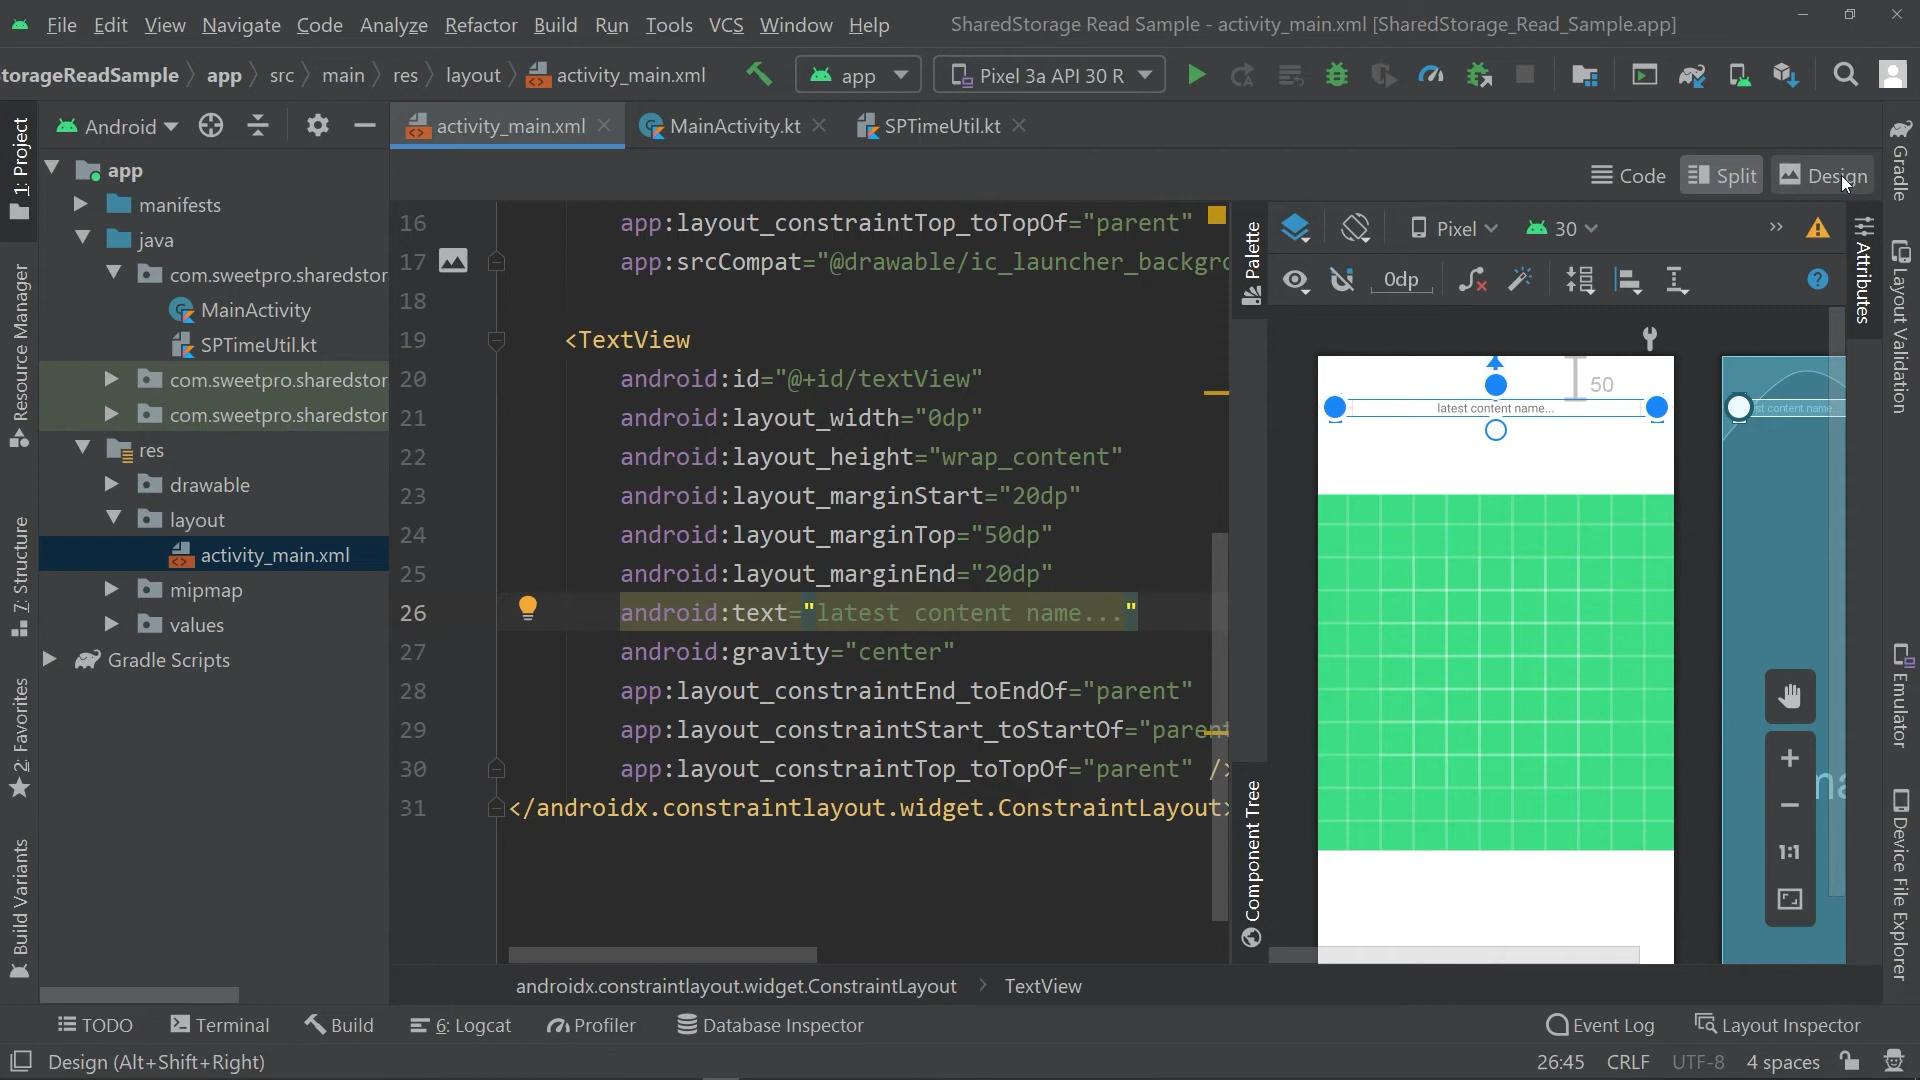 File Edit View Navigate Code Analyze Refactor Build Run Tools VCS Window Help SharedStorage Read Sample - activity_main.xml [SharedStorage_Read_Sample.app]
torageReadSample app src main res layout activity_main.xml app Pixel 3a API 30 R
1: Project
Resource Manager
7: Structure
2: Favorites
Build Variants
Android
app
manifests
java
com.sweetpro.sharedstor
MainActivity
SPTimeUtil.kt
com.sweetpro.sharedstor
com.sweetpro.sharedstor
res
drawable
layout
activity_main.xml
mipmap
values
Gradle Scripts
activity_main.xml MainActivity.kt SPTimeUtil.kt
Code Split Design
16 app:layout_constraintTop_toTopOf="parent"
17 app:srcCompat="@drawable/ic_launcher_backgro
18
19 <TextView
20 android:id="@+id/textView"
21 android:layout_width="0dp"
22 android:layout_height="wrap_content"
23 android:layout_marginStart="20dp"
24 android:layout_marginTop="50dp"
25 android:layout_marginEnd="20dp"
26 android:text="latest content name..."
27 android:gravity="center"
28 app:layout_constraintEnd_toEndOf="parent"
29 app:layout_constraintStart_toStartOf="parent
30 app:layout_constraintTop_toTopOf="parent" />
31 </androidx.constraintlayout.widget.ConstraintLayout>
Palette
Component Tree
Pixel 30
0dp
50
latest content name...
1:1
Attributes
Gradle
Layout Validation
Emulator
Device File Explorer
androidx.constraintlayout.widget.ConstraintLayout TextView
TODO Terminal Build 6: Logcat Profiler Database Inspector Event Log Layout Inspector
Design (Alt+Shift+Right) 26:45 CRLF UTF-8 4 spaces